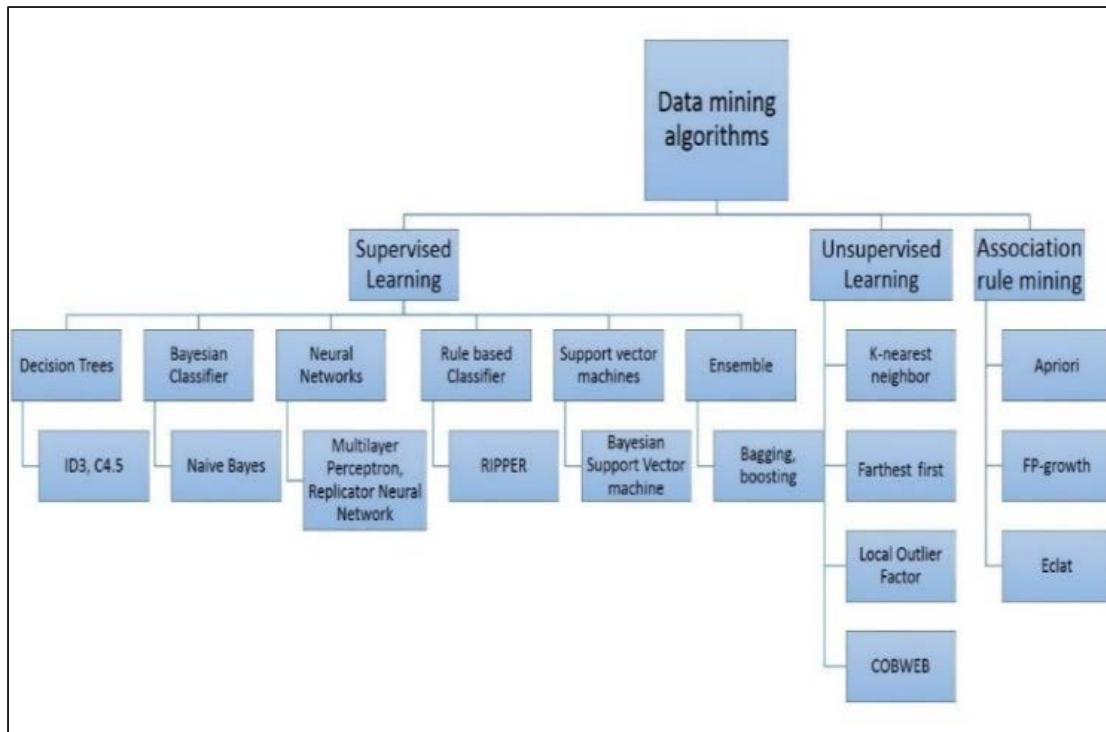 Data mining
algorithms
Supervised
Learning
Unsupervised
Learning
Association
rule mining
Decision Trees
Bayesian
Classifier
Neural
Networks
Rule based
Classifier
Support vector
machines
Ensemble
K-nearest
neighbor
Apriori
ID3, C4.5
Naive Bayes
Multilayer
Perceptron,
Replicator Neural
Network
RIPPER
Bayesian
Support Vector
machine
Bagging,
boosting
Farthest first
FP-growth
Local Outlier
Factor
Eclat
COBWEB